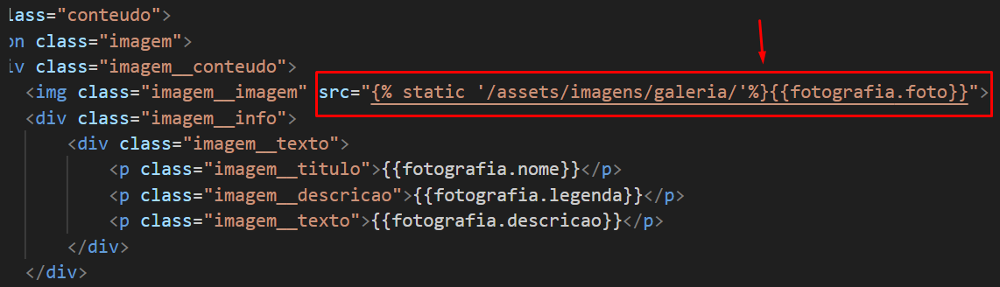 lass="conteudo">
on class="imagem">
iv class="imagem__conteudo">
<img class="imagem__imagem" src="{% static '/assets/imagens/galeria/'%}{{fotografia.foto}}">
<div class="imagem__info">
<div class="imagem__texto">
<p class="imagem__titulo">{{fotografia.nome}}</p>
<p class="imagem__descricao">{{fotografia.legenda}}</p>
<p class="imagem__texto">{{fotografia.descricao}}</p>
</div>
</div>